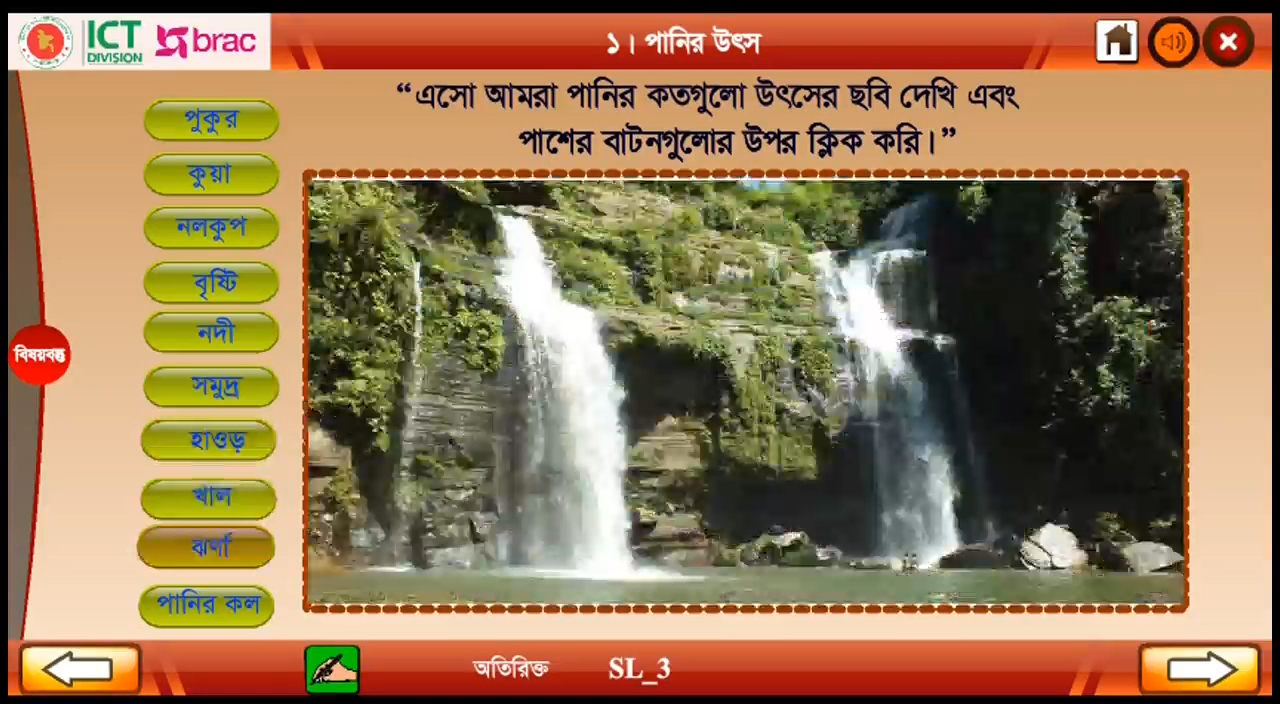 ICT
DIVISION
brac
১। পানির উৎস
“এসো আমরা পানির কতগুলো উৎসের ছবি দেখি এবং
পাশের বাটনগুলোর উপর ক্লিক করি।”
পুকুর
কুয়া
নলকুপ
বৃষ্টি
নদী
সমুদ্র
হাওড়
খাল
ঝর্ণা
পানির কল
বিষয়বস্তু
অতিরিক্ত
SL_3